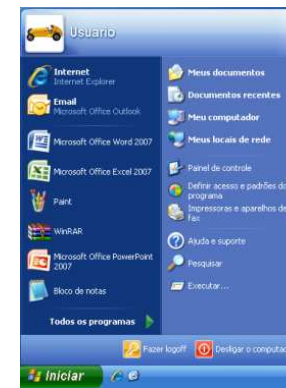 Usuario
Internet
Internet Explorer
Email
Microsoft Office Outlook
Microsoft Office Word 2007
Microsoft Office Excel 2007
Paint
WinRAR
Microsoft Office PowerPoint
2007
Bloco de notas
Todos os programas
Meus documentos
Documentos recentes
Meu computador
Meus locais de rede
Painel de controle
Definir acesso e padrões do
programa
Impressoras e aparelhos de
fax
Ajuda e suporte
Pesquisar
Executar...
Fazer logoff
Desligar o computa
Iniciar